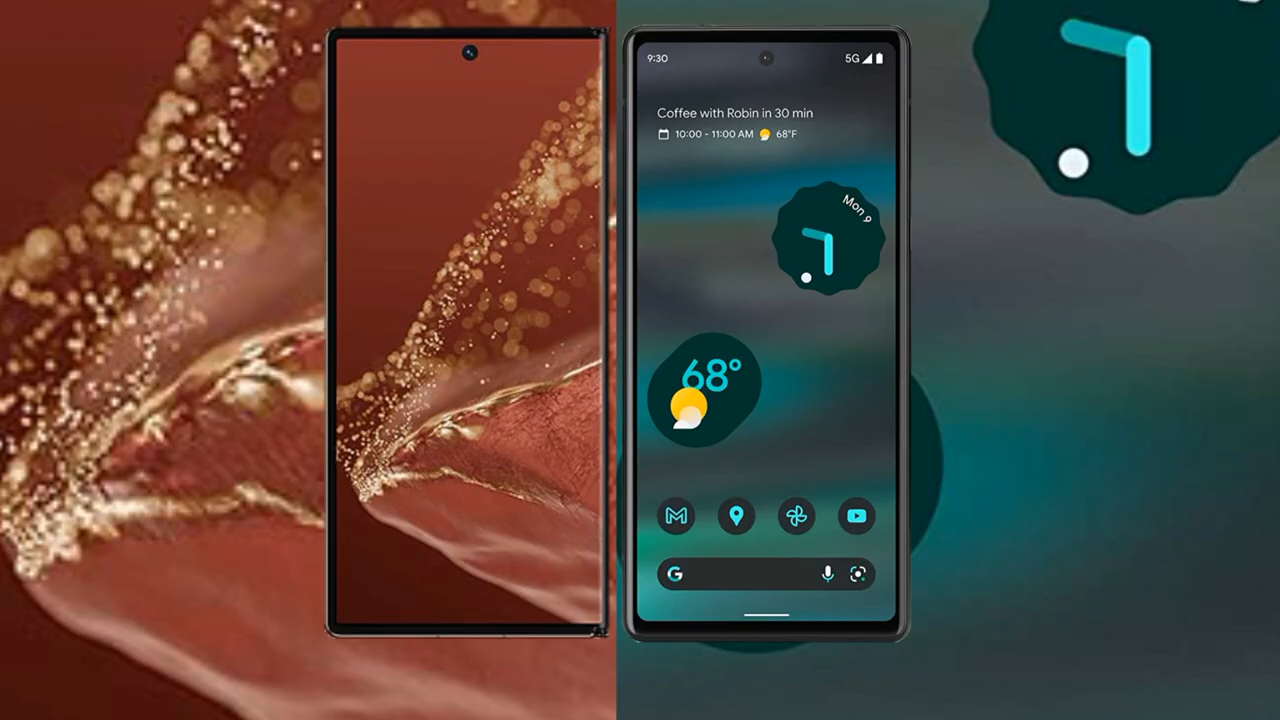 9:30
5G
Coffee with Robin in 30 min
10:00 - 11:00 AM 68°F
Mon 9
68°